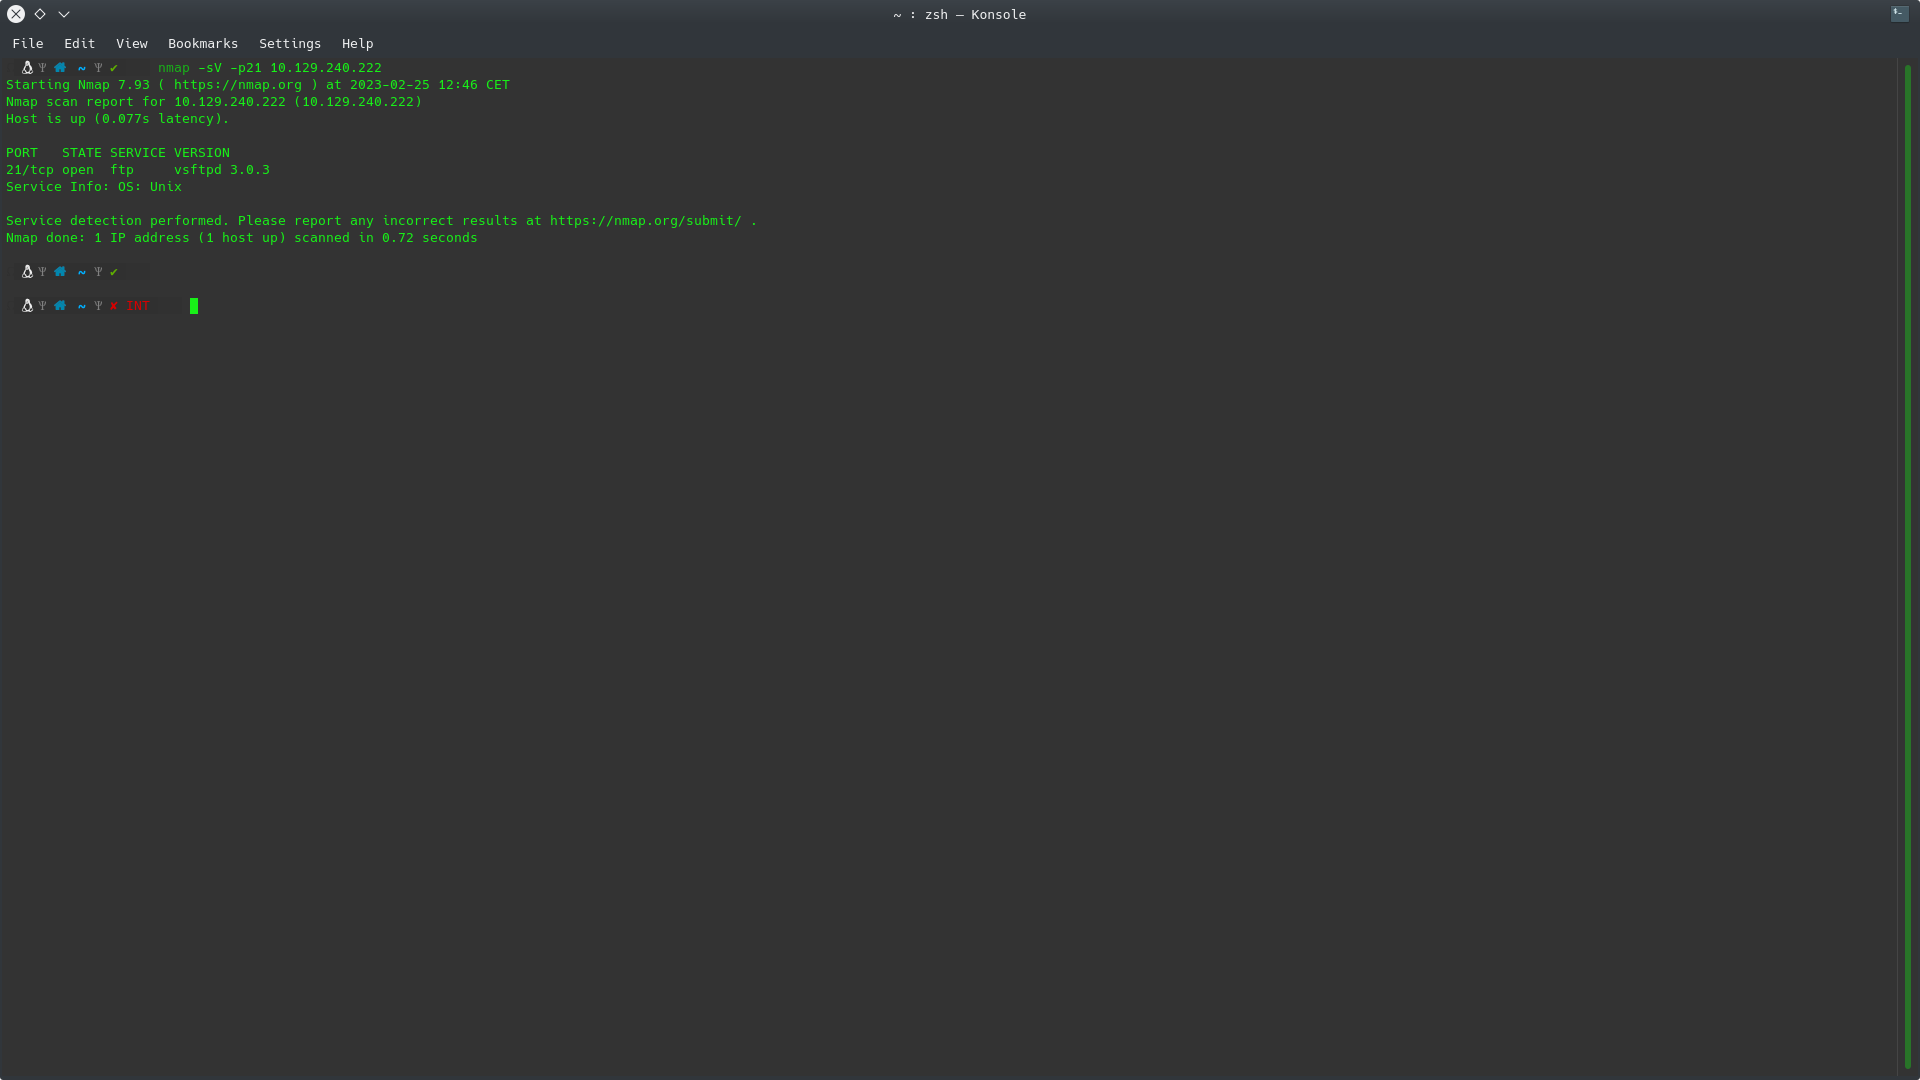 ~ : zsh — Konsole
File Edit View Bookmarks Settings Help
~ ✔ nmap -sV -p21 10.129.240.222
Starting Nmap 7.93 ( https://nmap.org ) at 2023-02-25 12:46 CET
Nmap scan report for 10.129.240.222 (10.129.240.222)
Host is up (0.077s latency).
PORT   STATE SERVICE VERSION
21/tcp open  ftp     vsftpd 3.0.3
Service Info: OS: Unix
Service detection performed. Please report any incorrect results at https://nmap.org/submit/ .
Nmap done: 1 IP address (1 host up) scanned in 0.72 seconds
~ ✔
~ ✘ INT